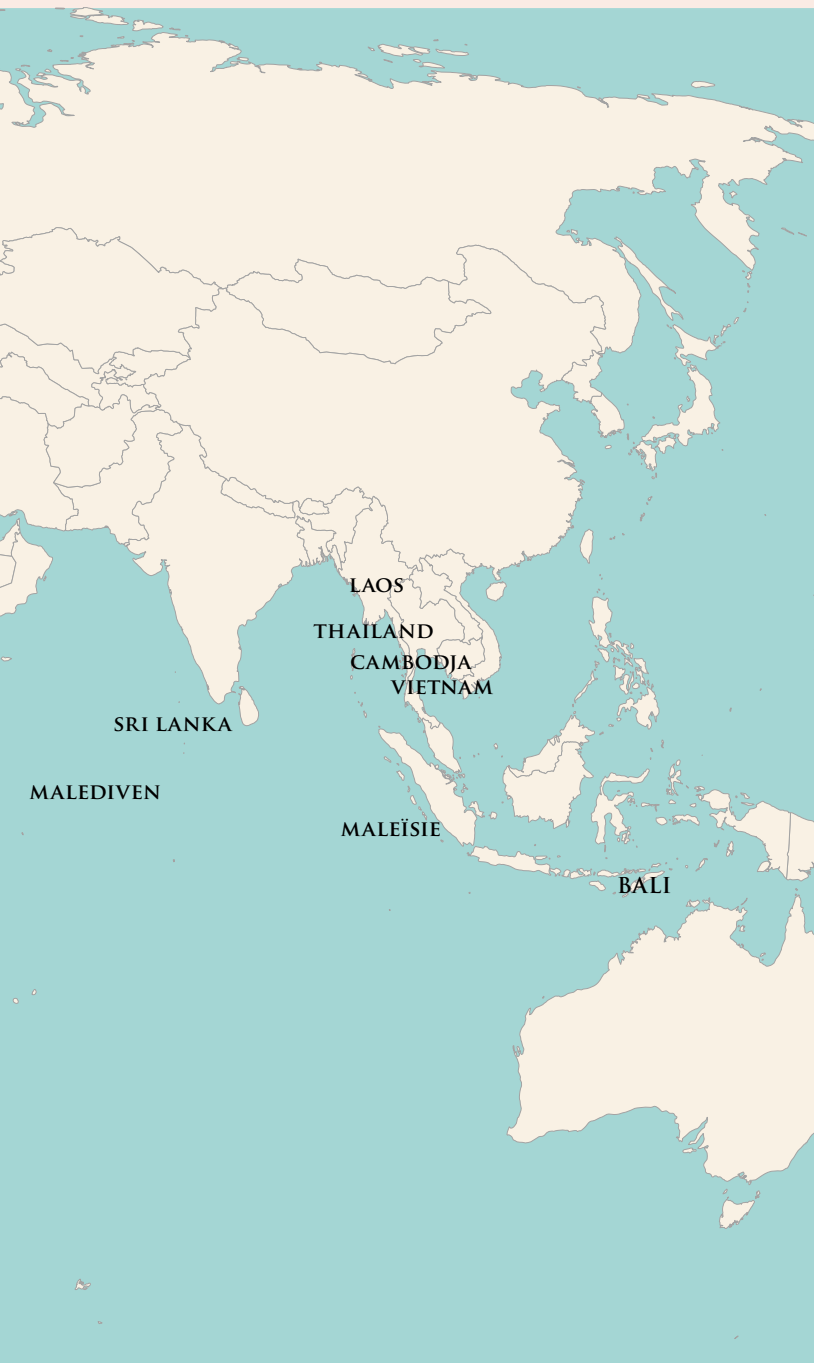 LAOS
THAILAND
CAMBODJA
VIETNAM
SRI LANKA
MALEDIVEN
MALEÏSIE
BALI